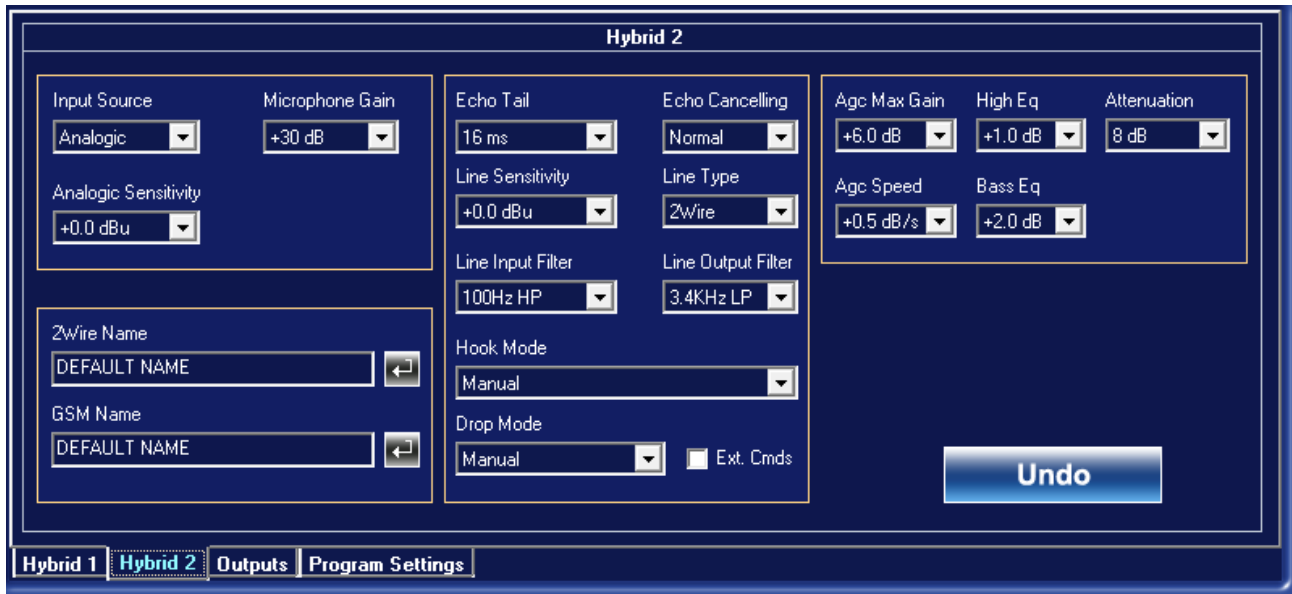 Hybrid 2
Input Source Microphone Gain
Analogic +30 dB
Analogic Sensitivity
+0.0 dBu
2Wire Name
DEFAULT NAME
GSM Name
DEFAULT NAME
Echo Tail Echo Cancelling
16 ms Normal
Line Sensitivity Line Type
+0.0 dBu 2Wire
Line Input Filter Line Output Filter
100Hz HP 3.4KHz LP
Hook Mode
Manual
Drop Mode
Manual Ext. Cmds
Agc Max Gain High Eq Attenuation
+6.0 dB +1.0 dB 8 dB
Agc Speed Bass Eq
+0.5 dB/s +2.0 dB
Undo
Hybrid 1 Hybrid 2 Outputs Program Settings